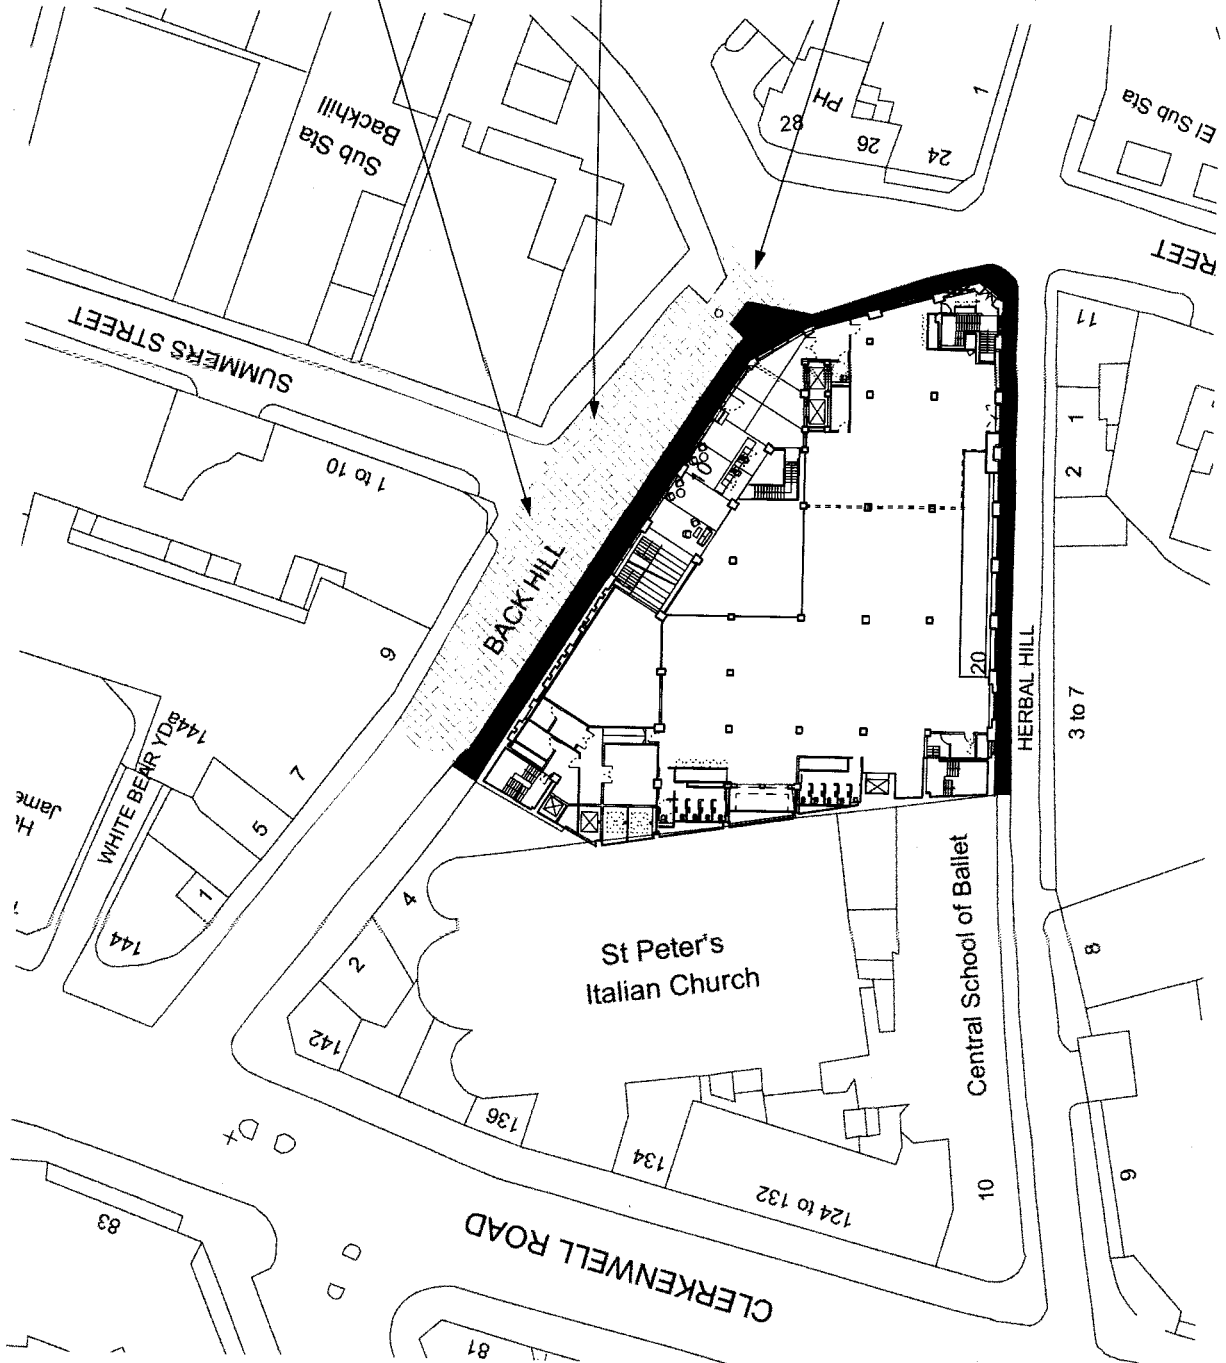 Sub Sta
Backhill
PH
28
26
24
1
El Sub Sta
SUMMERS STREET
1 to 10
BACK HILL
11
1
2
20
HERBAL HILL
3 to 7
9
144a
WHITE BEAR YD
7
5
1
144
4
2
142
St Peter's
Italian Church
Central School of Ballet
8
136
134
124 to 132
10
9
83
CLERKENWELL ROAD
81